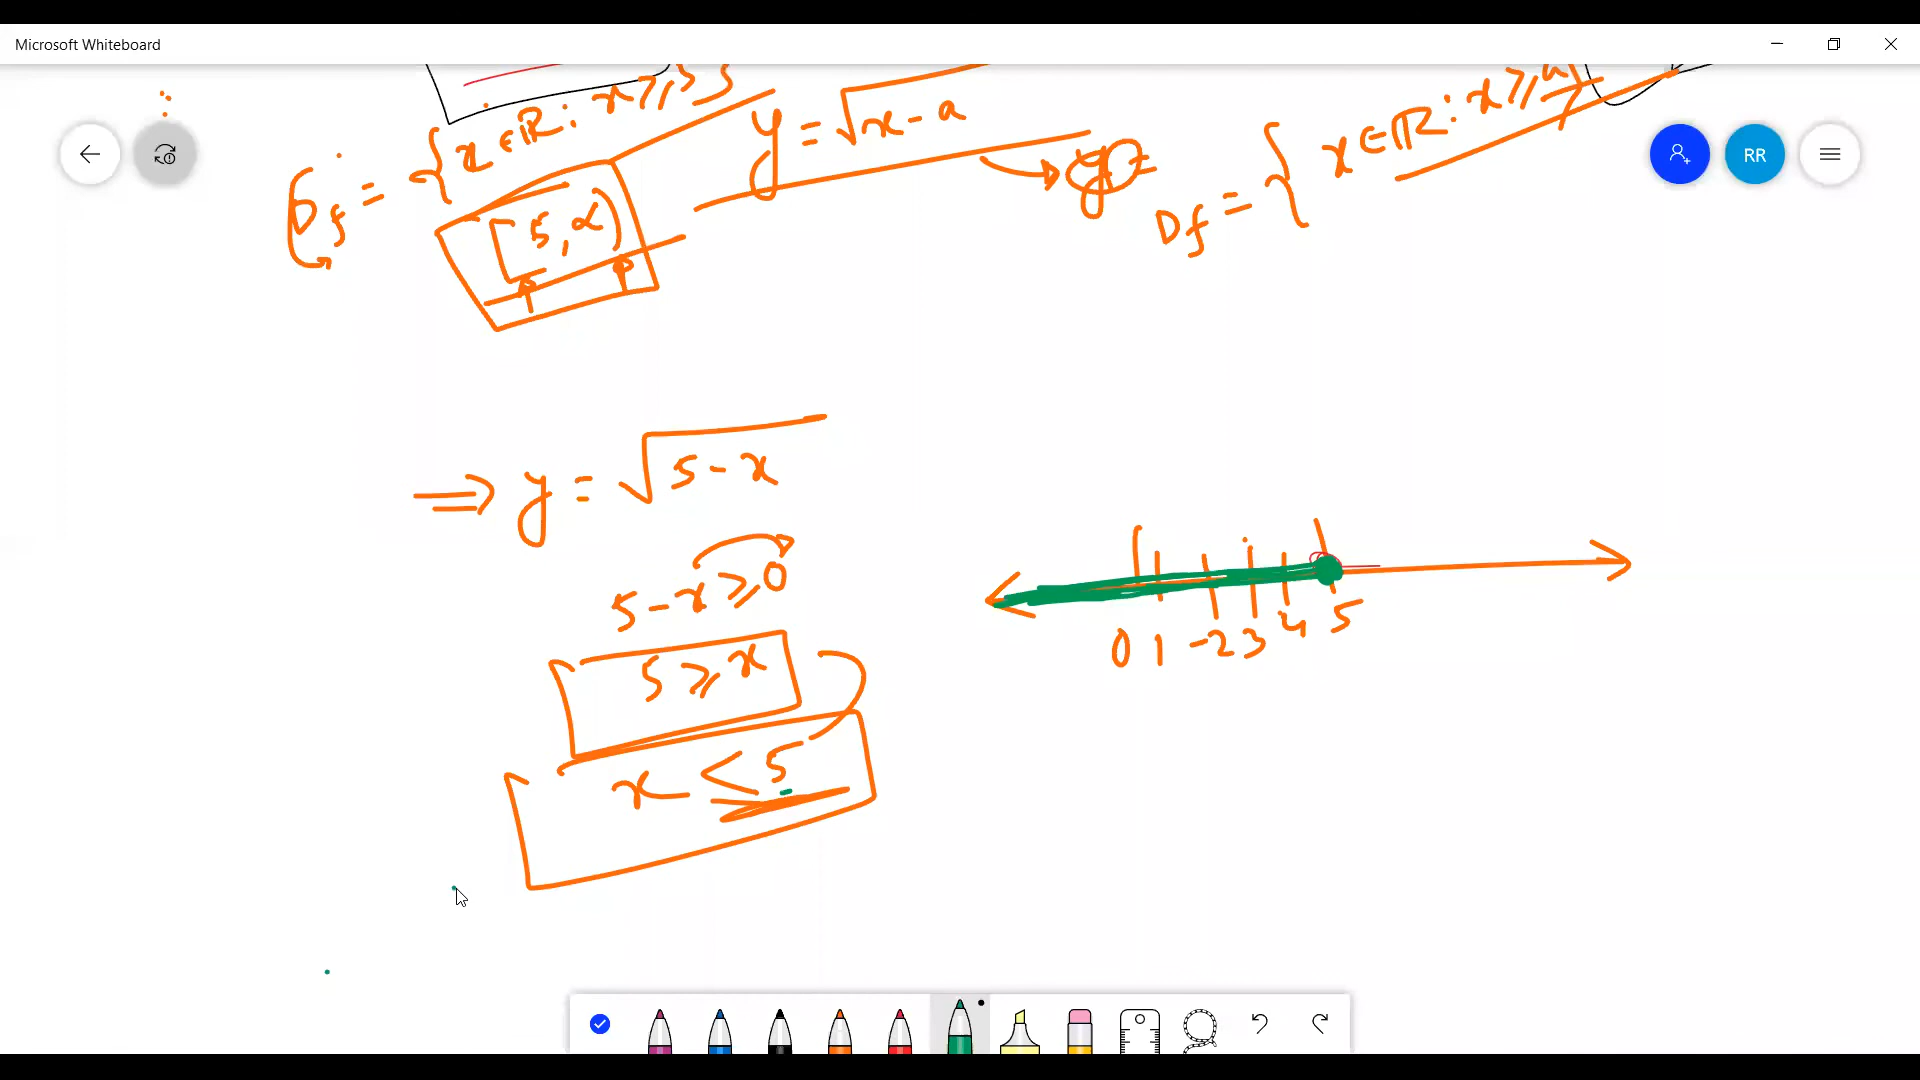 Microsoft Whiteboard
Df = { x ∈ ℝ : x ⩾ 5 }
y = √x - a
y =
Df = { x ∈ ℝ : x ⩾ a }
[5, ∝)
RR
⟹ y = √5 - x
5 - x ⩾ 0
5 ⩾ x
x ≤ 5
0 1 -2 3 4 5